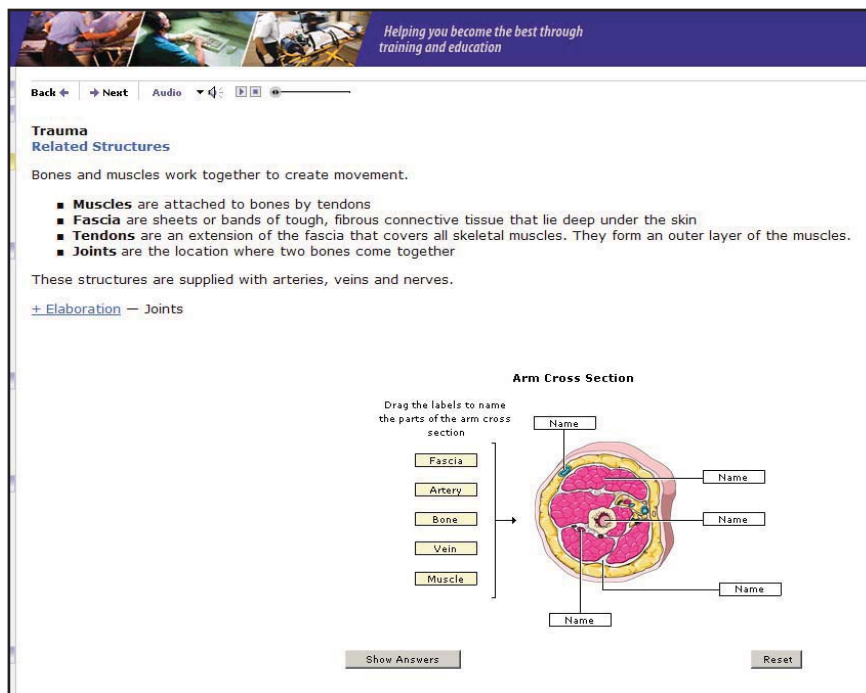 Helping you become the best through
training and education
Back Next Audio
Trauma
Related Structures
Bones and muscles work together to create movement.
Muscles are attached to bones by tendons
Fascia are sheets or bands of tough, fibrous connective tissue that lie deep under the skin
Tendons are an extension of the fascia that covers all skeletal muscles. They form an outer layer of the muscles.
Joints are the location where two bones come together
These structures are supplied with arteries, veins and nerves.
+ Elaboration — Joints
Arm Cross Section
Drag the labels to name
the parts of the arm cross
section
Name
Fascia
Name
Artery
Bone
Name
Vein
Muscle
Name
Name
Show Answers
Reset